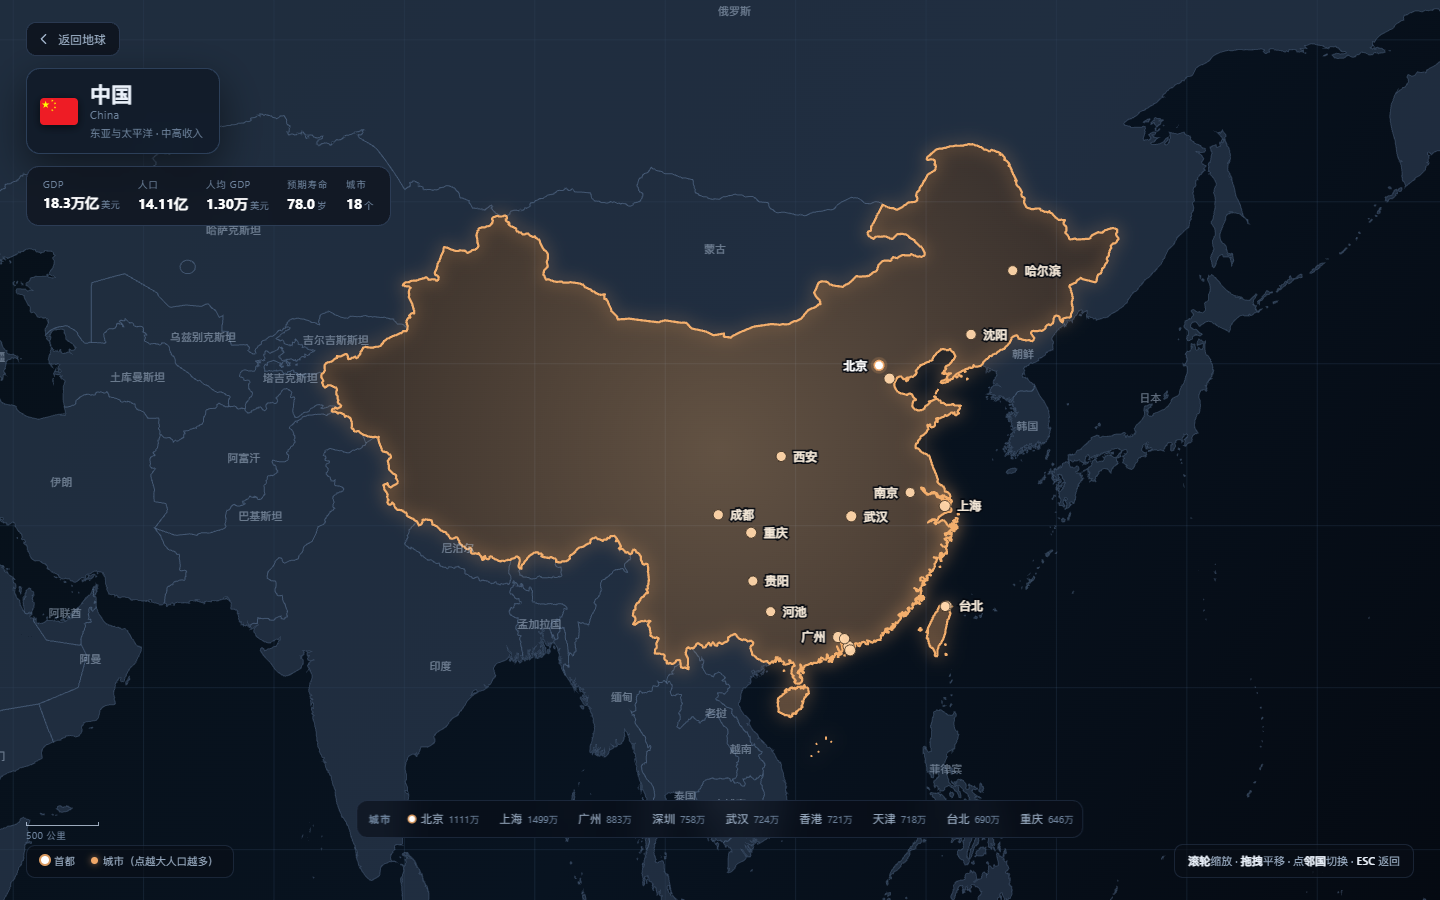 俄罗斯
返回地球
中国
China
东亚与太平洋 · 中高收入
GDP 人口 人均 GDP 预期寿命 城市
18.3万亿 美元 14.11亿 1.30万 美元 78.0 岁 18 个
哈萨克斯坦
蒙古
哈尔滨
乌兹别克斯坦
吉尔吉斯斯坦
沈阳
朝鲜
北京
土库曼斯坦
塔吉克斯坦
日本
韩国
阿富汗
西安
伊朗
南京
上海
巴基斯坦
成都
武汉
重庆
尼泊尔
贵阳
阿联酋
河池
台北
孟加拉国
广州
阿曼
印度
缅甸
老挝
越南
菲律宾
泰国
城市 北京 1111万 上海 1499万 广州 883万 深圳 758万 武汉 724万 香港 721万 天津 718万 台北 690万 重庆 646万
500 公里
首都 城市（点越大人口越多）
滚轮缩放 · 拖拽平移 · 点邻国切换 · ESC 返回